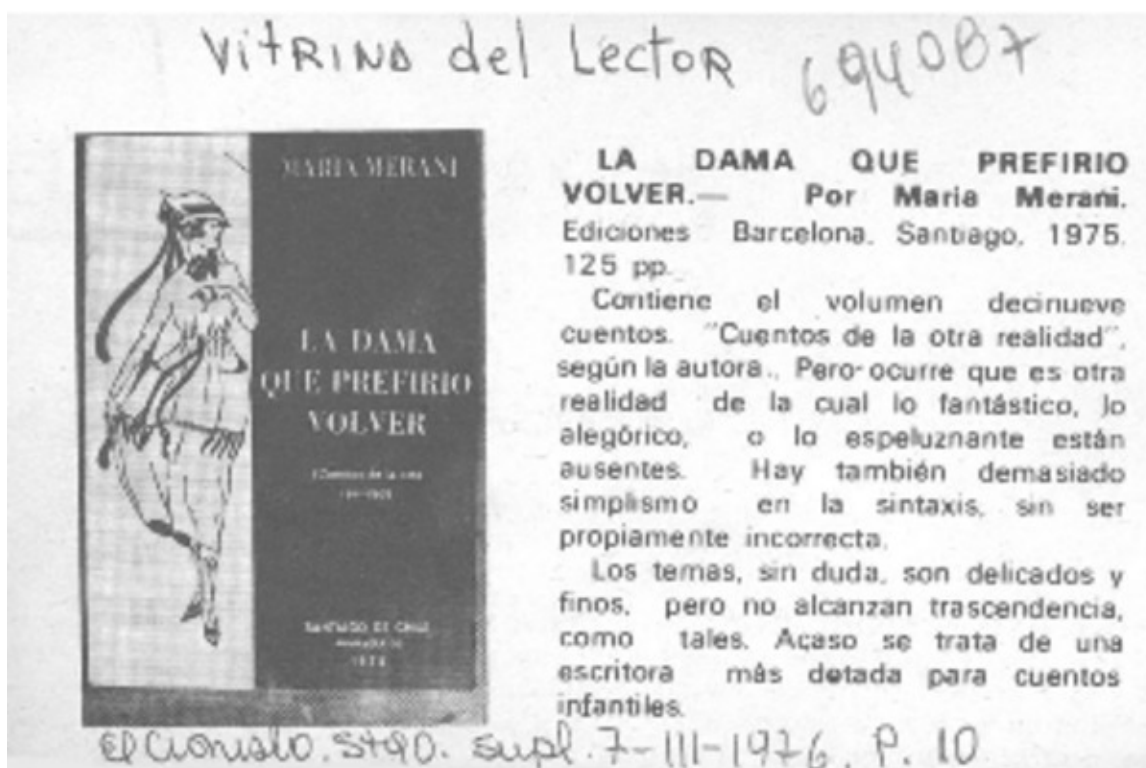 VitRINA del Lector
694087
MARIA MERANI
LA DAMA
QUE PREFIRIO
VOLVER
SANTIAGO DE CHILE
LA DAMA QUE PREFIRIO
VOLVER.— Por Maria Merani.
Ediciones Barcelona. Santiago. 1975.
125 pp.
Contiene el volumen decinueve
cuentos. "Cuentos de la otra realidad",
según la autora., Pero-ocurre que es otra
realidad de la cual lo fantástico, lo
alegórico, o lo espeluznante están
ausentes. Hay también demasiado
simplismo en la sintaxis, sin ser
propiamente incorrecta.
Los temas, sin duda, son delicados y
finos, pero no alcanzan trascendencia,
como tales. Acaso se trata de una
escritora más dotada para cuentos
infantiles.
Stgo. supl. 7-III-1976. P. 10